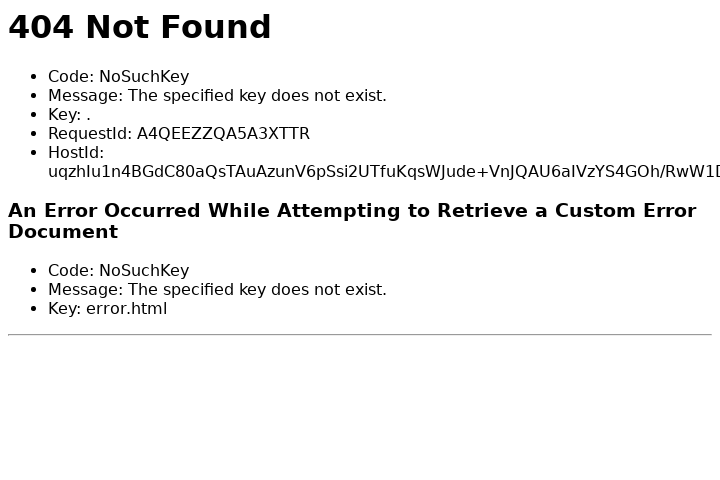 404 Not Found
• Code: NoSuchKey
• Message: The specified key does not exist.
• Key: .
• RequestId: A4QEEZZQA5A3XTTR
• HostId:
uqzhIu1n4BGdC80aQsTAuAzunV6pSsi2UTfuKqsWJude+VnJQAU6aIVzYS4GOh/RwW1D
An Error Occurred While Attempting to Retrieve a Custom Error
Document
• Code: NoSuchKey
• Message: The specified key does not exist.
• Key: error.html